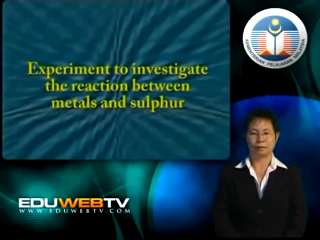 Experiment to investigate
the reaction between
metals and sulphur
EDUWEBTV
WWW.EDUWEBTV.COM